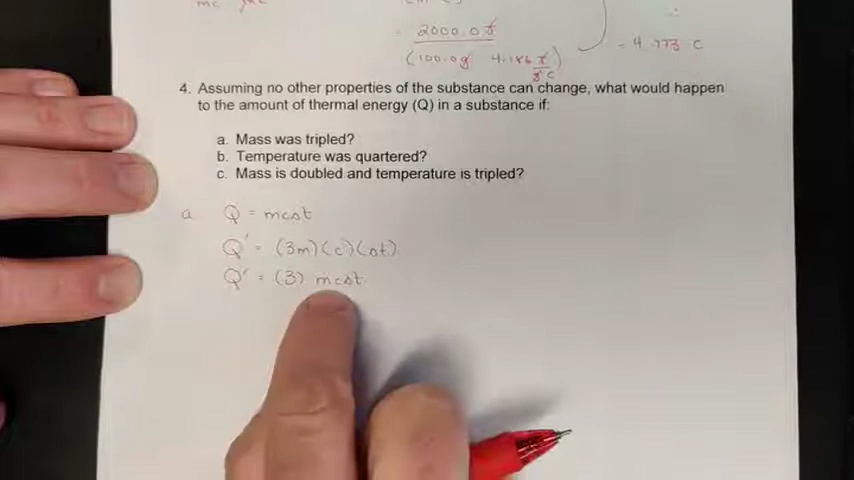 2000.0 J
(100.0g 4.186 J = 4.773 C
g°C
4. Assuming no other properties of the substance can change, what would happen
to the amount of thermal energy (Q) in a substance if:
a. Mass was tripled?
b. Temperature was quartered?
c. Mass is doubled and temperature is tripled?
a Q = mcΔt
Q' = (3m)(c)(Δt)
Q' = (3) mcΔt